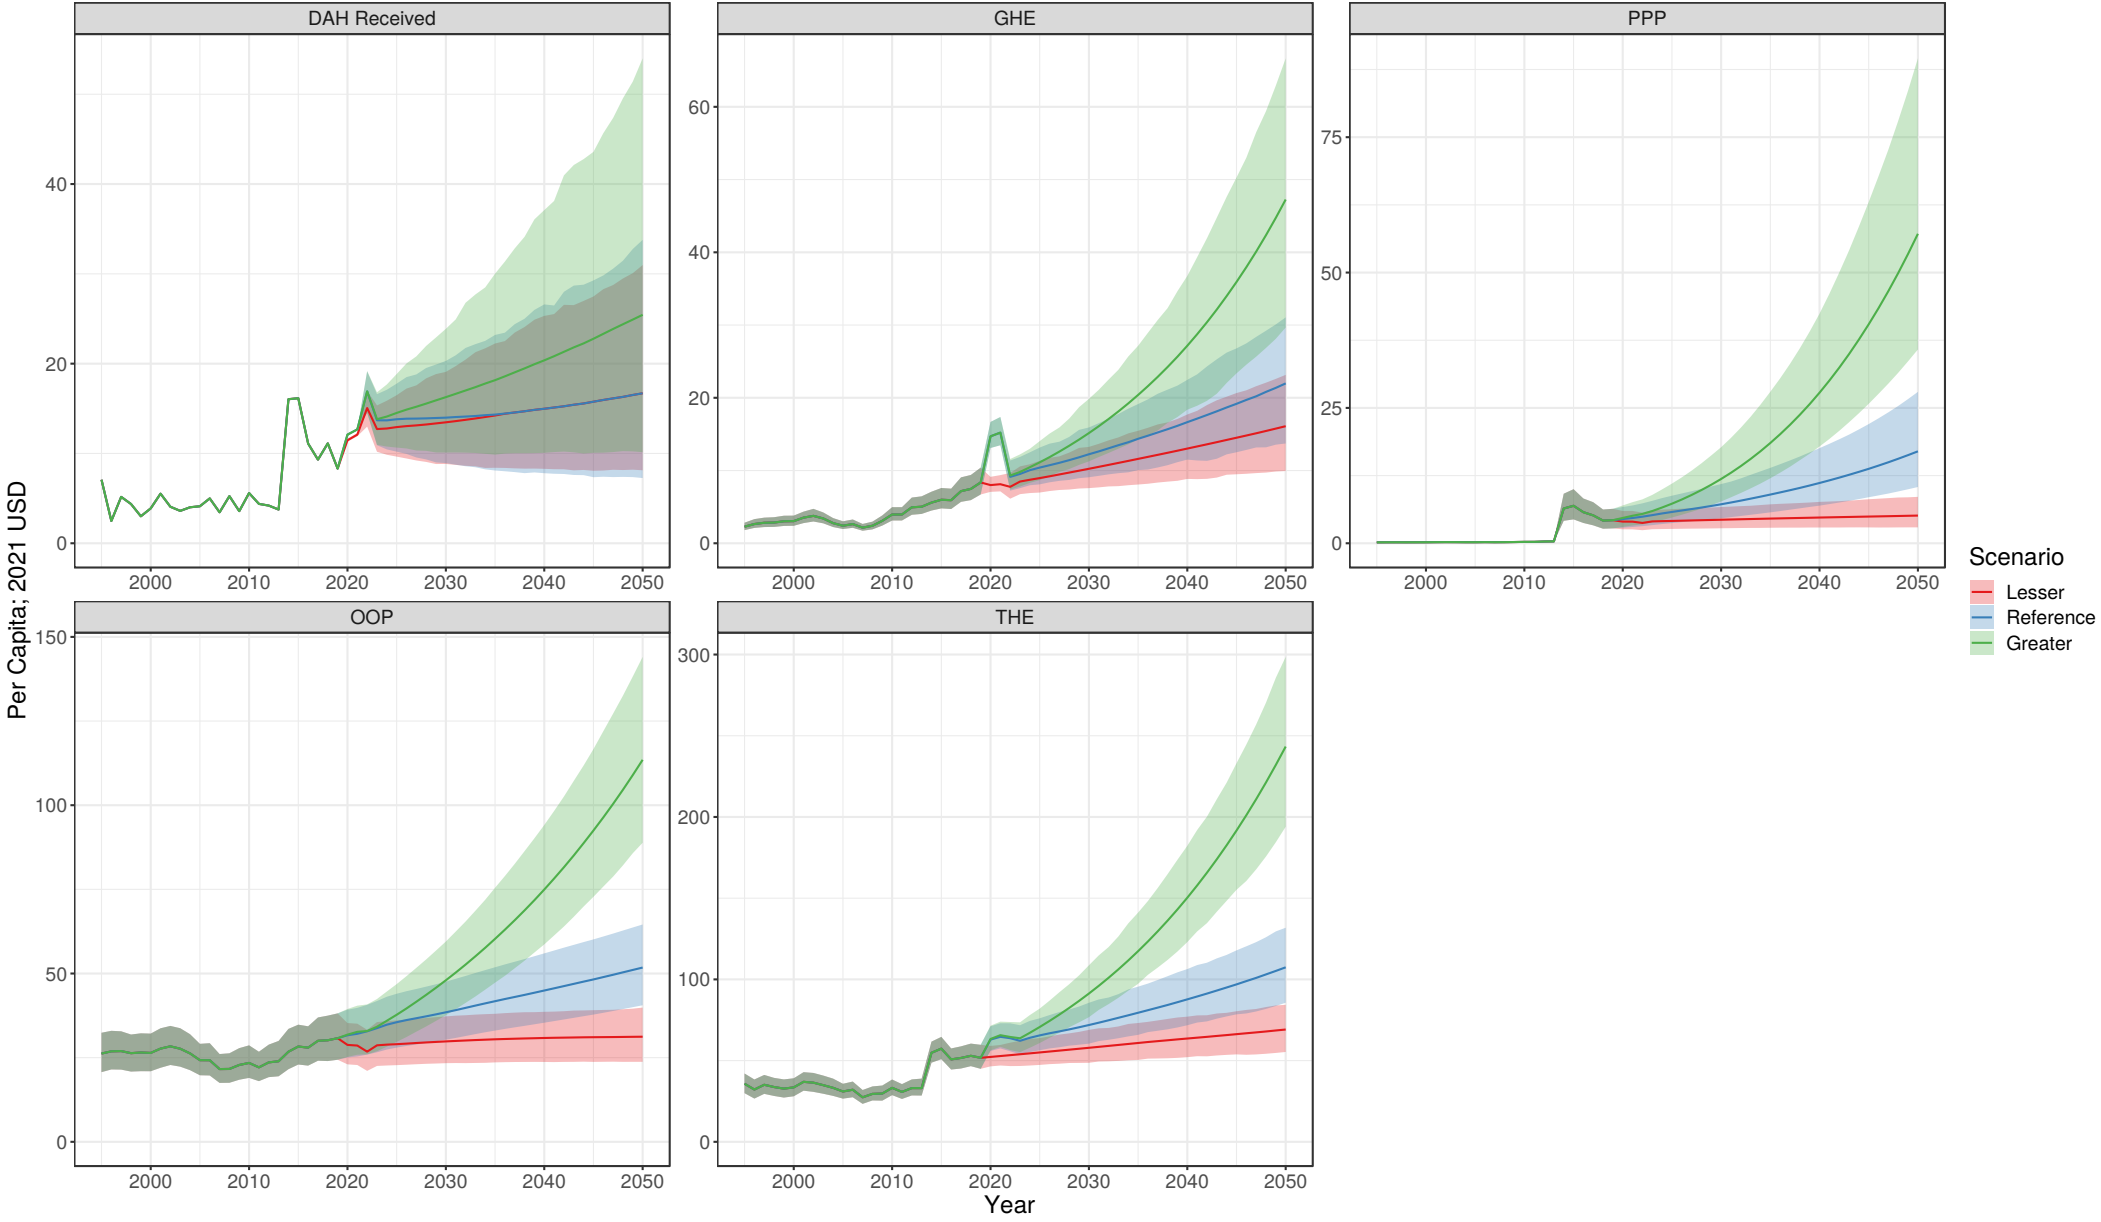 DAH Received
GHE
PPP
0
20
40
0
20
40
60
0
25
50
75
2000 2010 2020 2030 2040 2050
2000 2010 2020 2030 2040 2050
2000 2010 2020 2030 2040 2050
OOP
THE
0
50
100
150
0
100
200
300
2000 2010 2020 2030 2040 2050
2000 2010 2020 2030 2040 2050
Year
Per Capita; 2021 USD
Scenario
Lesser
Reference
Greater